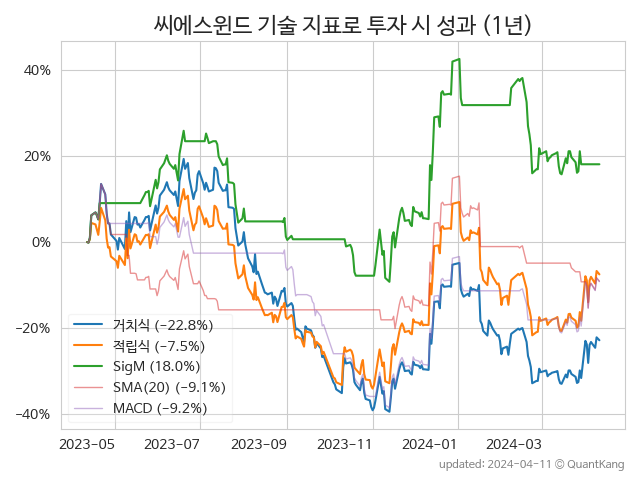 씨에스윈드 기술 지표로 투자 시 성과 (1년)
40%
20%
0%
−20%
−40%
거치식 (−22.8%)
적립식 (−7.5%)
SigM (18.0%)
SMA(20) (−9.1%)
MACD (−9.2%)
2023-05 2023-07 2023-09 2023-11 2024-01 2024-03
updated: 2024-04-11 © QuantKang